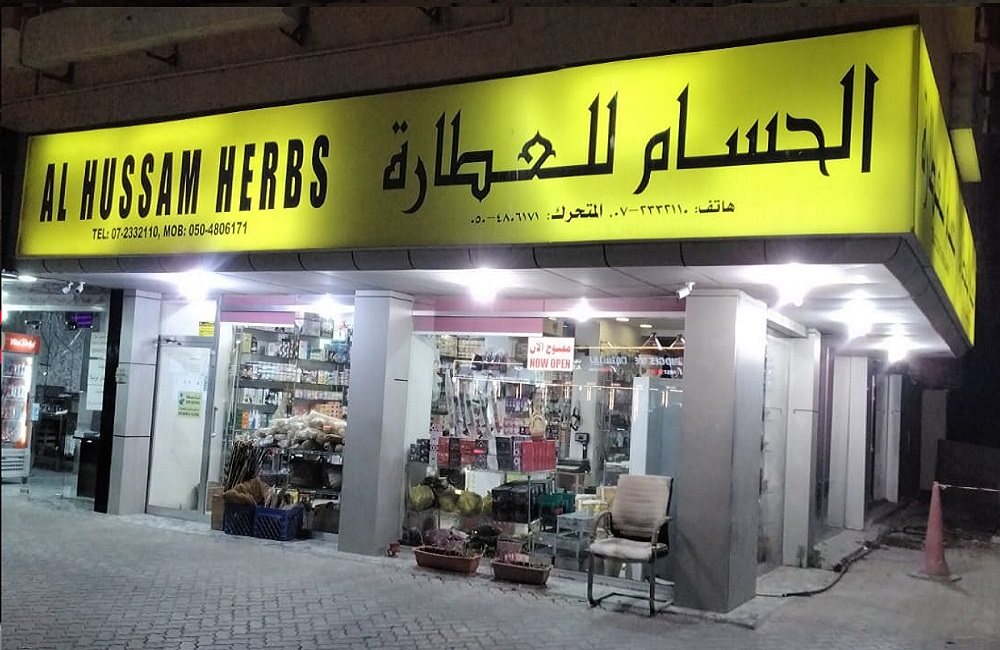 AL HUSSAM HERBS
TEL: 07-2332110, MOB: 050-4806171
الحسام للعطارة
هاتف: ٢٣٣٢١١٠-٠٧ المتحرك: ٤٨٠٦١٧١-٠٥٠
مفتوح الآن
NOW OPEN